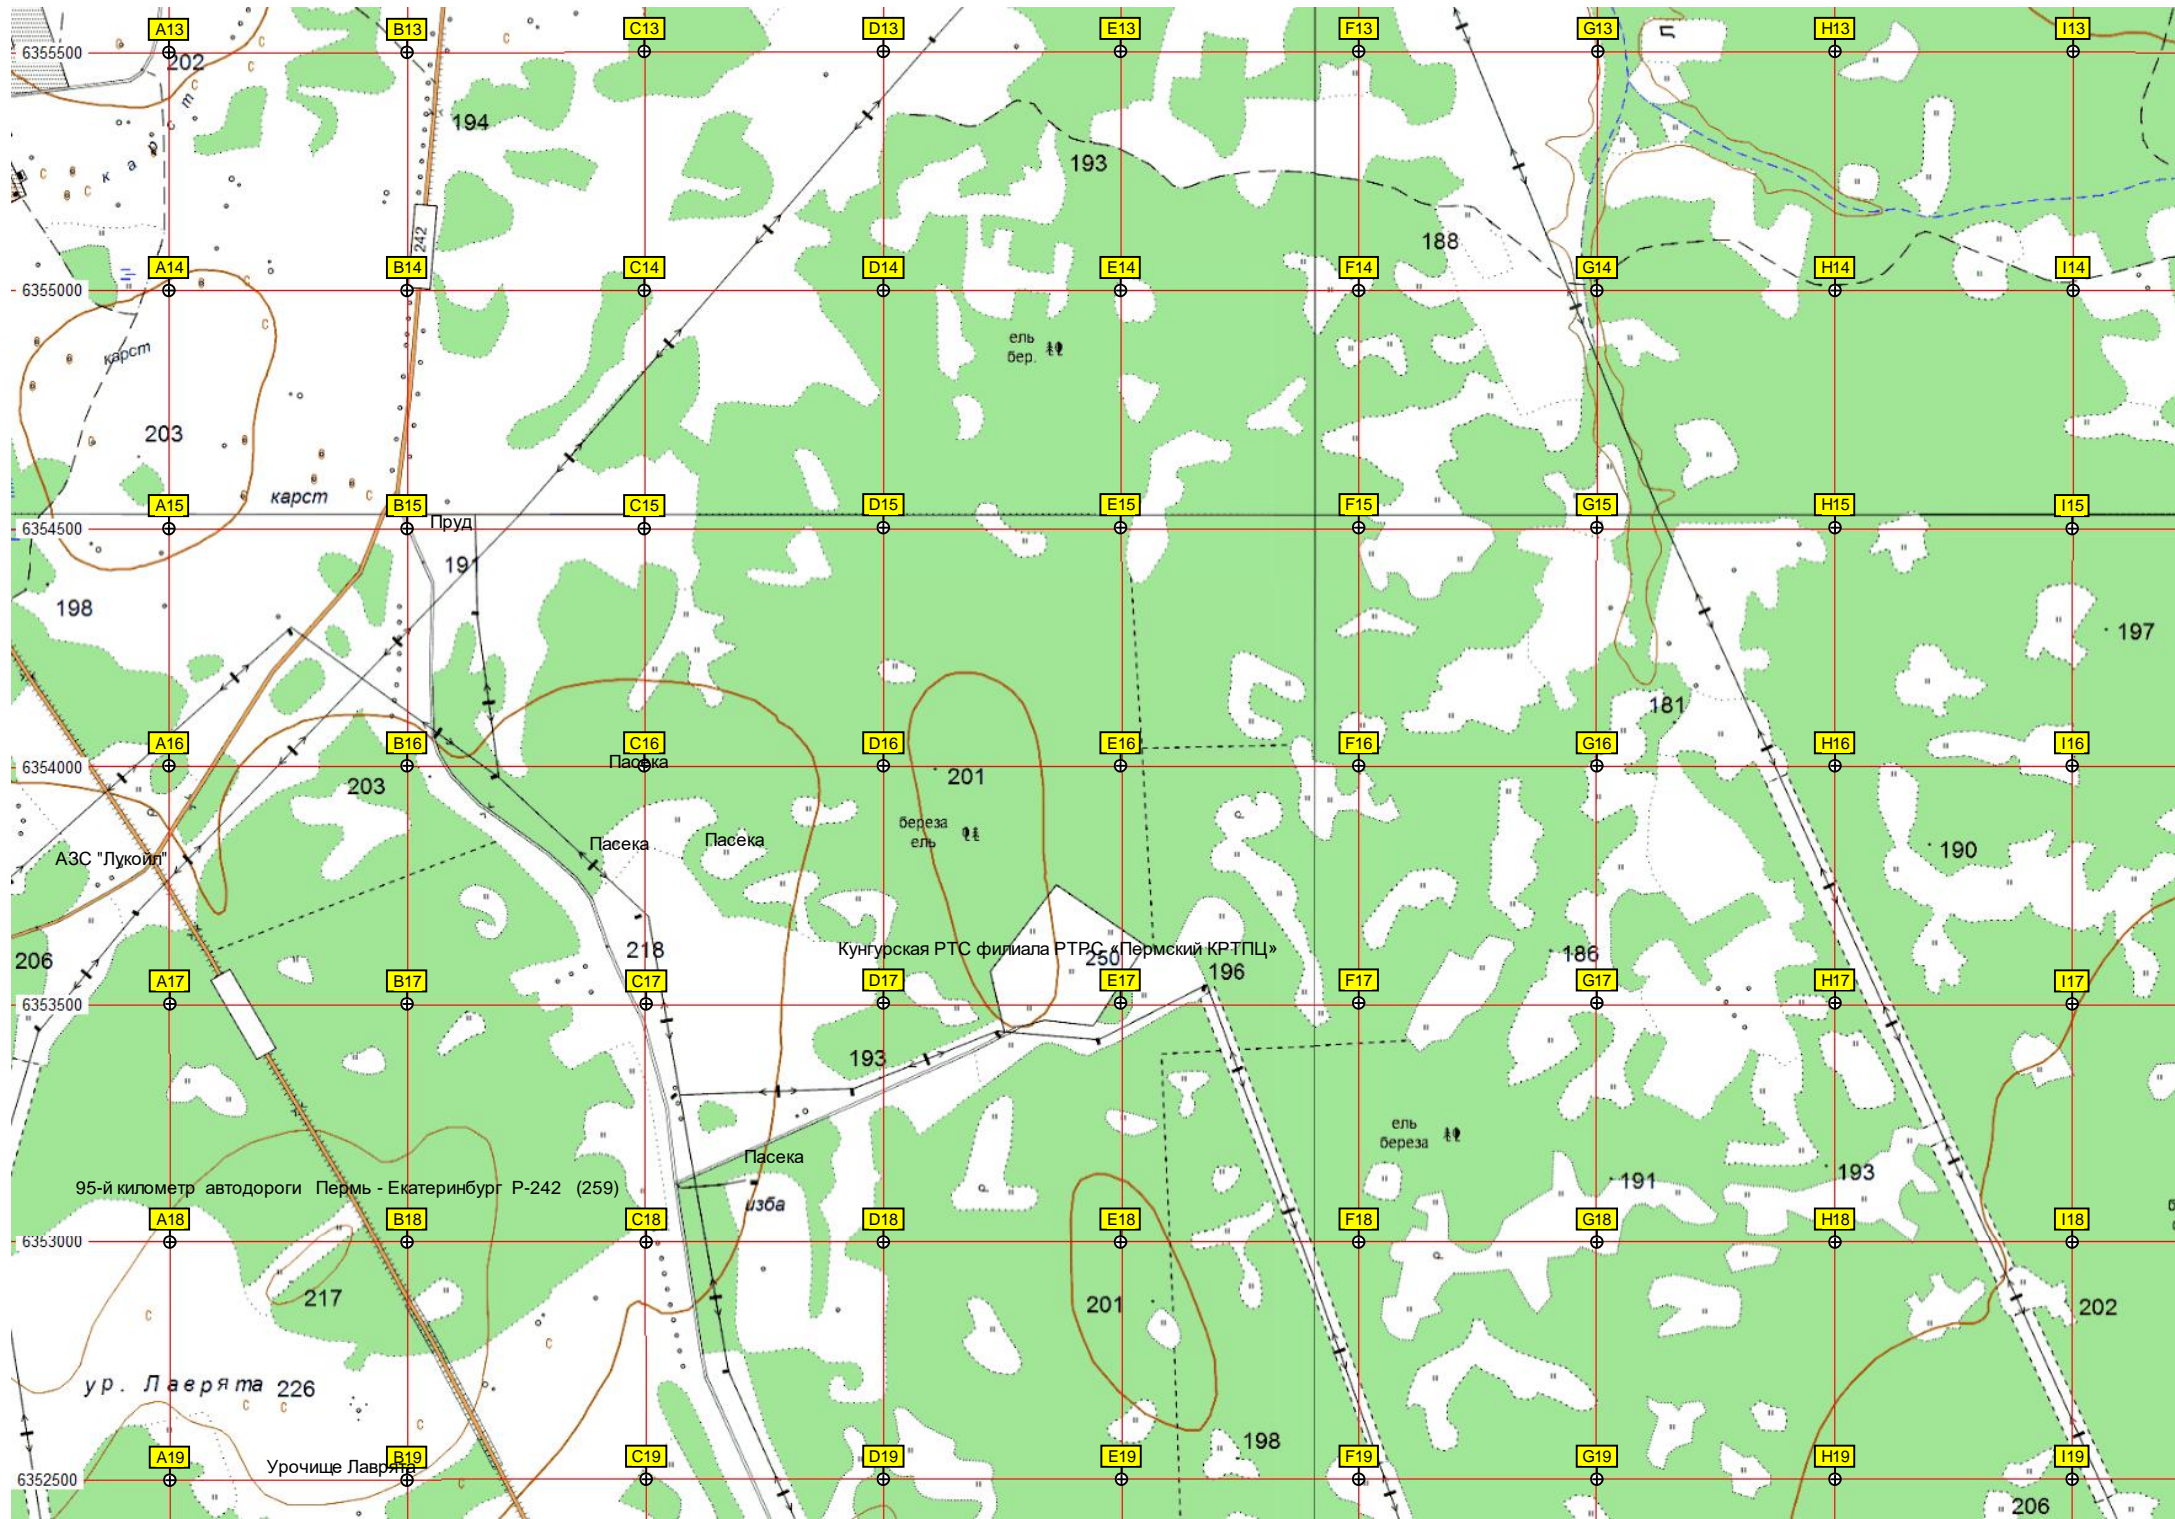 A13 B13 C13 D13 E13 F13 G13 H13 I13
6355500
202
194
карст
193
242
188
A14 B14 C14 D14 E14 F14 G14 H14 I14
6355000
карст
ель
бер.
203
карст
A15 B15 C15 D15 E15 F15 G15 H15 I15
6354500
Пруд
191
198
197
181
A16 B16 C16 D16 E16 F16 G16 H16 I16
6354000
Пасека
203
201
береза
ель
Пасека
Пасека
АЗС "Лукойл"
190
218
Кунгурская РТС филиала РТРС «Пермский КРТПЦ»
250
186
206
196
A17 B17 C17 D17 E17 F17 G17 H17 I17
6353500
193
ель
береза
Пасека
193
191
95-й километр автодороги Пермь - Екатеринбург Р-242 (259)
изба
A18 B18 C18 D18 E18 F18 G18 H18 I18
6353000
217
201
202
ур. Лаврята 226
198
A19 B19 C19 D19 E19 F19 G19 H19 I19
Урочище Лаврята
6352500
206